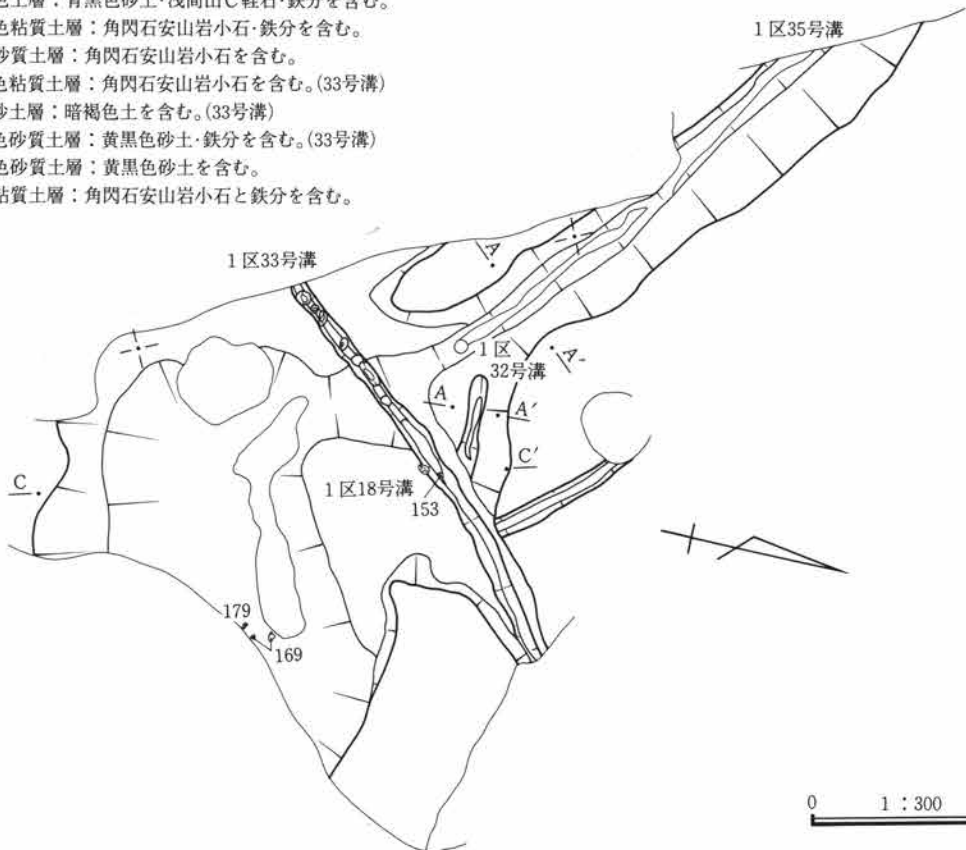 色土層：青黒色砂土･浅間山C軽石･鉄分を含む。
色粘質土層：角閃石安山岩小石･鉄分を含む。
砂質土層：角閃石安山岩小石を含む。
色粘質土層：角閃石安山岩小石を含む。(33号溝)
砂土層：暗褐色土を含む。(33号溝)
色砂質土層：黄黒色砂土･鉄分を含む。(33号溝)
色砂質土層：黄黒色砂土を含む。
粘質土層：角閃石安山岩小石と鉄分を含む。
1区35号溝
1区33号溝
A
1区
32号溝
A"
A
A′
C′
C
1区18号溝
153
179
169
0 1：300